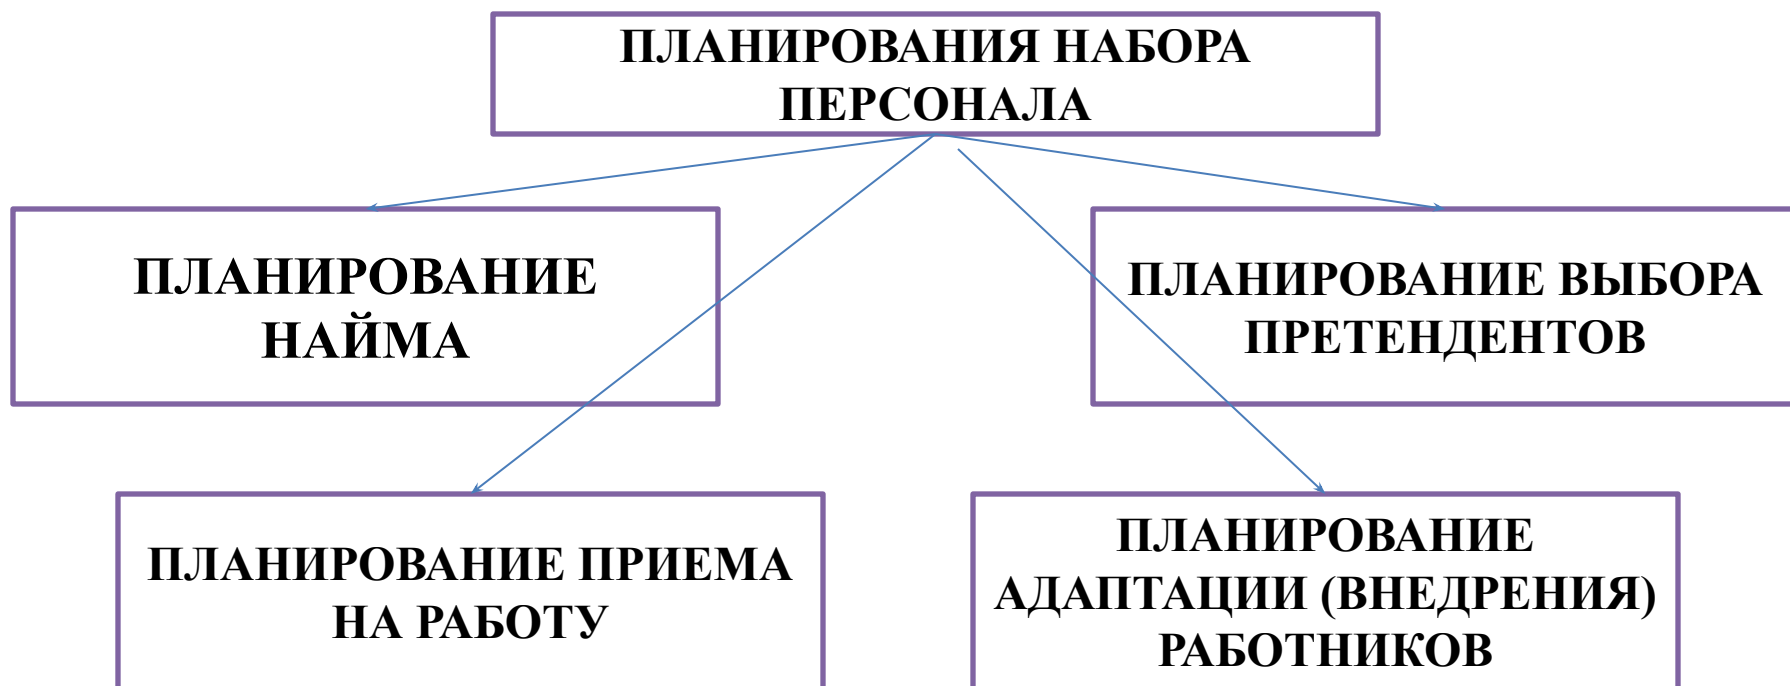 ПЛАНИРОВАНИЯ НАБОРА
ПЕРСОНАЛА
ПЛАНИРОВАНИЕ
НАЙМА
ПЛАНИРОВАНИЕ ВЫБОРА
ПРЕТЕНДЕНТОВ
ПЛАНИРОВАНИЕ ПРИЕМА
НА РАБОТУ
ПЛАНИРОВАНИЕ
АДАПТАЦИИ (ВНЕДРЕНИЯ)
РАБОТНИКОВ